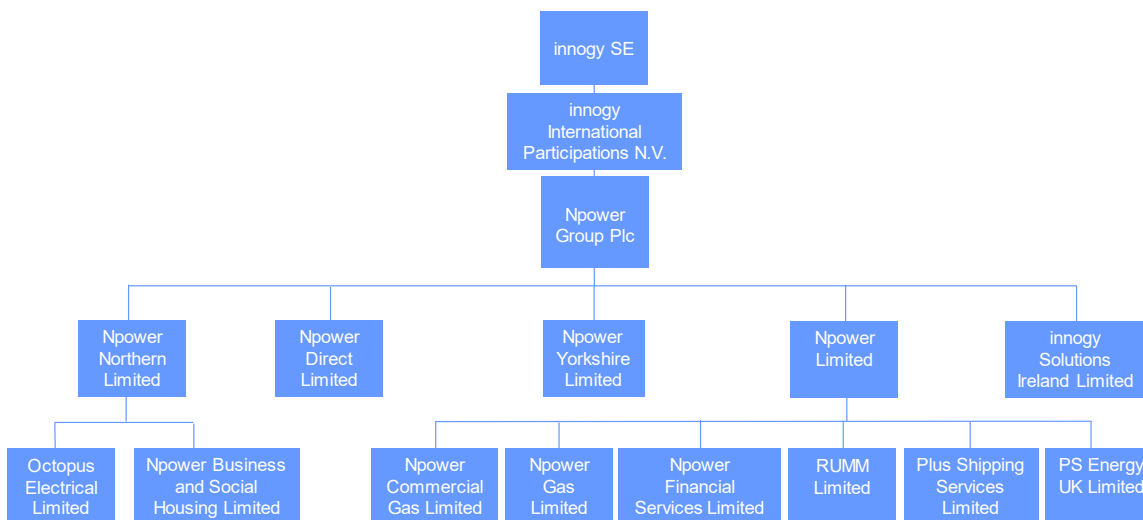 innogy SE
innogy
International
Participations N.V.
Npower
Group Plc
Npower
Northern
Limited
Npower
Direct
Limited
Npower
Yorkshire
Limited
Npower
Limited
innogy
Solutions
Ireland Limited
Octopus
Electrical
Limited
Npower Business
and Social
Housing Limited
Npower
Commercial
Gas Limited
Npower
Gas
Limited
Npower
Financial
Services Limited
RUMM
Limited
Plus Shipping
Services
Limited
PS Energy
UK Limited